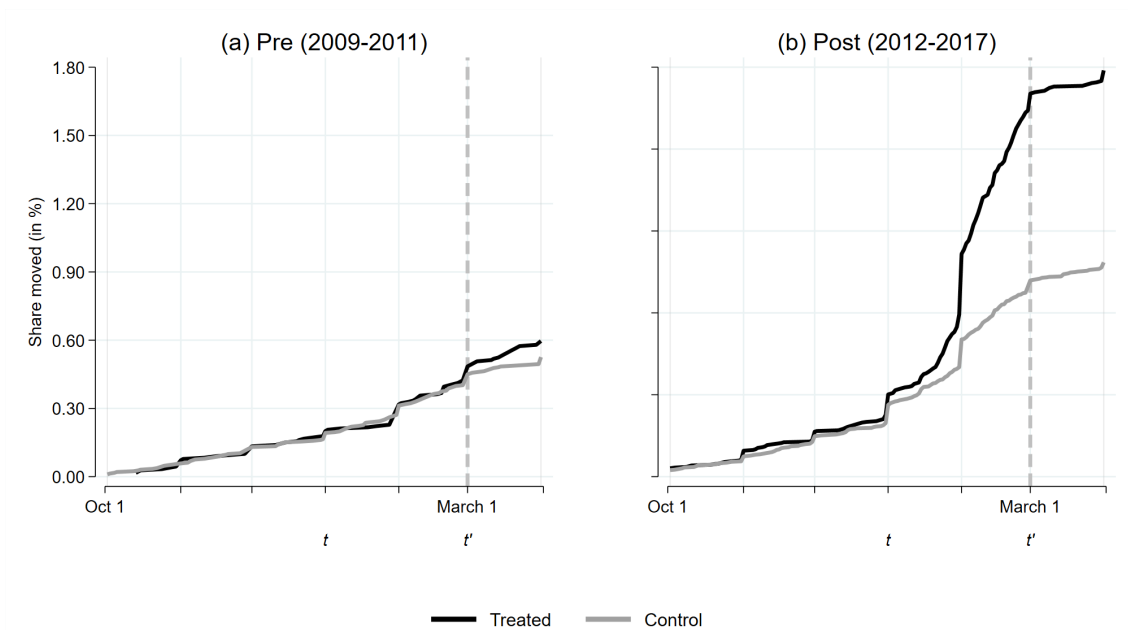 (a) Pre (2009-2011)
(b) Post (2012-2017)
Share moved (in %)
1.80
1.50
1.20
0.90
0.60
0.30
0.00
Oct 1
March 1
t
t'
Oct 1
March 1
t
t'
Treated
Control